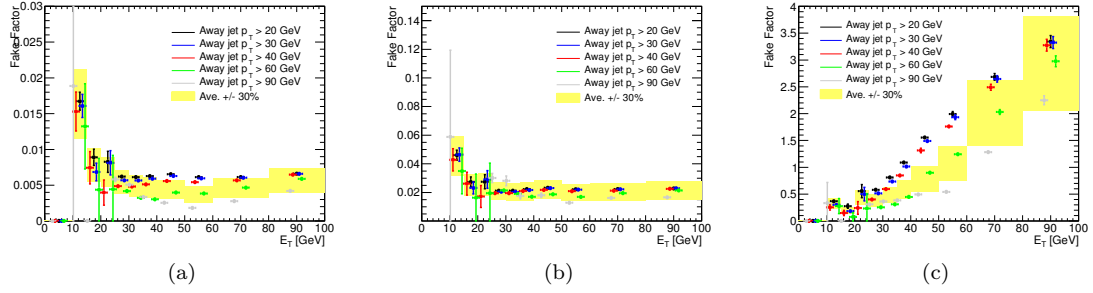 Fake Factor
0.03
0.025
0.02
0.015
0.01
0.005
0
Away jet p_T > 20 GeV
Away jet p_T > 30 GeV
Away jet p_T > 40 GeV
Away jet p_T > 60 GeV
Away jet p_T > 90 GeV
Ave. +/- 30%
0 10 20 30 40 50 60 70 80 90 100
E_T [GeV]
(a)
Fake Factor
0.14
0.12
0.1
0.08
0.06
0.04
0.02
0
Away jet p_T > 20 GeV
Away jet p_T > 30 GeV
Away jet p_T > 40 GeV
Away jet p_T > 60 GeV
Away jet p_T > 90 GeV
Ave. +/- 30%
0 10 20 30 40 50 60 70 80 90 100
E_T [GeV]
(b)
Fake Factor
4
3.5
3
2.5
2
1.5
1
0.5
0
Away jet p_T > 20 GeV
Away jet p_T > 30 GeV
Away jet p_T > 40 GeV
Away jet p_T > 60 GeV
Away jet p_T > 90 GeV
Ave. +/- 30%
0 10 20 30 40 50 60 70 80 90 100
E_T [GeV]
(c)